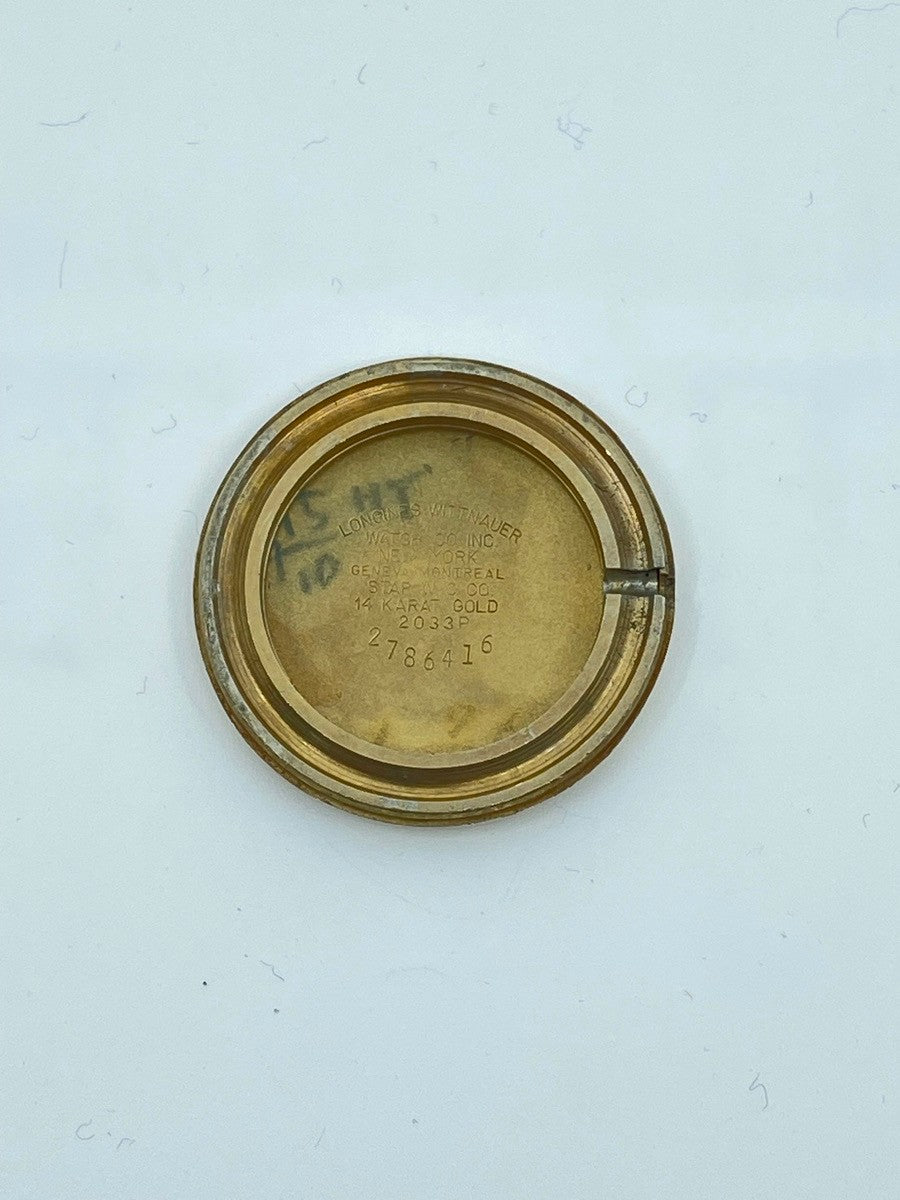 15 HT
10
LONGINES-WITTNAUER
WATCH CO. INC.
NEW YORK
GENEVA MONTREAL
STAR W. C. CO.
14 KARAT GOLD
2033P
2786416